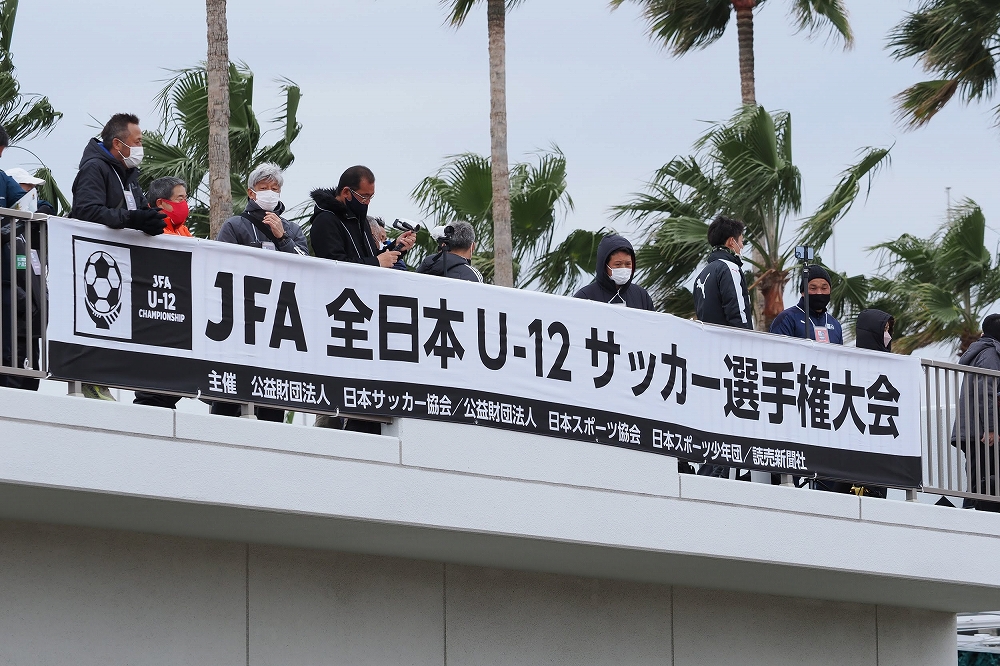 JFA
U-12
CHAMPIONSHIP
JFA 全日本 U-12 サッカー選手権大会
主催 公益財団法人 日本サッカー協会／公益財団法人 日本スポーツ協会 日本スポーツ少年団／読売新聞社